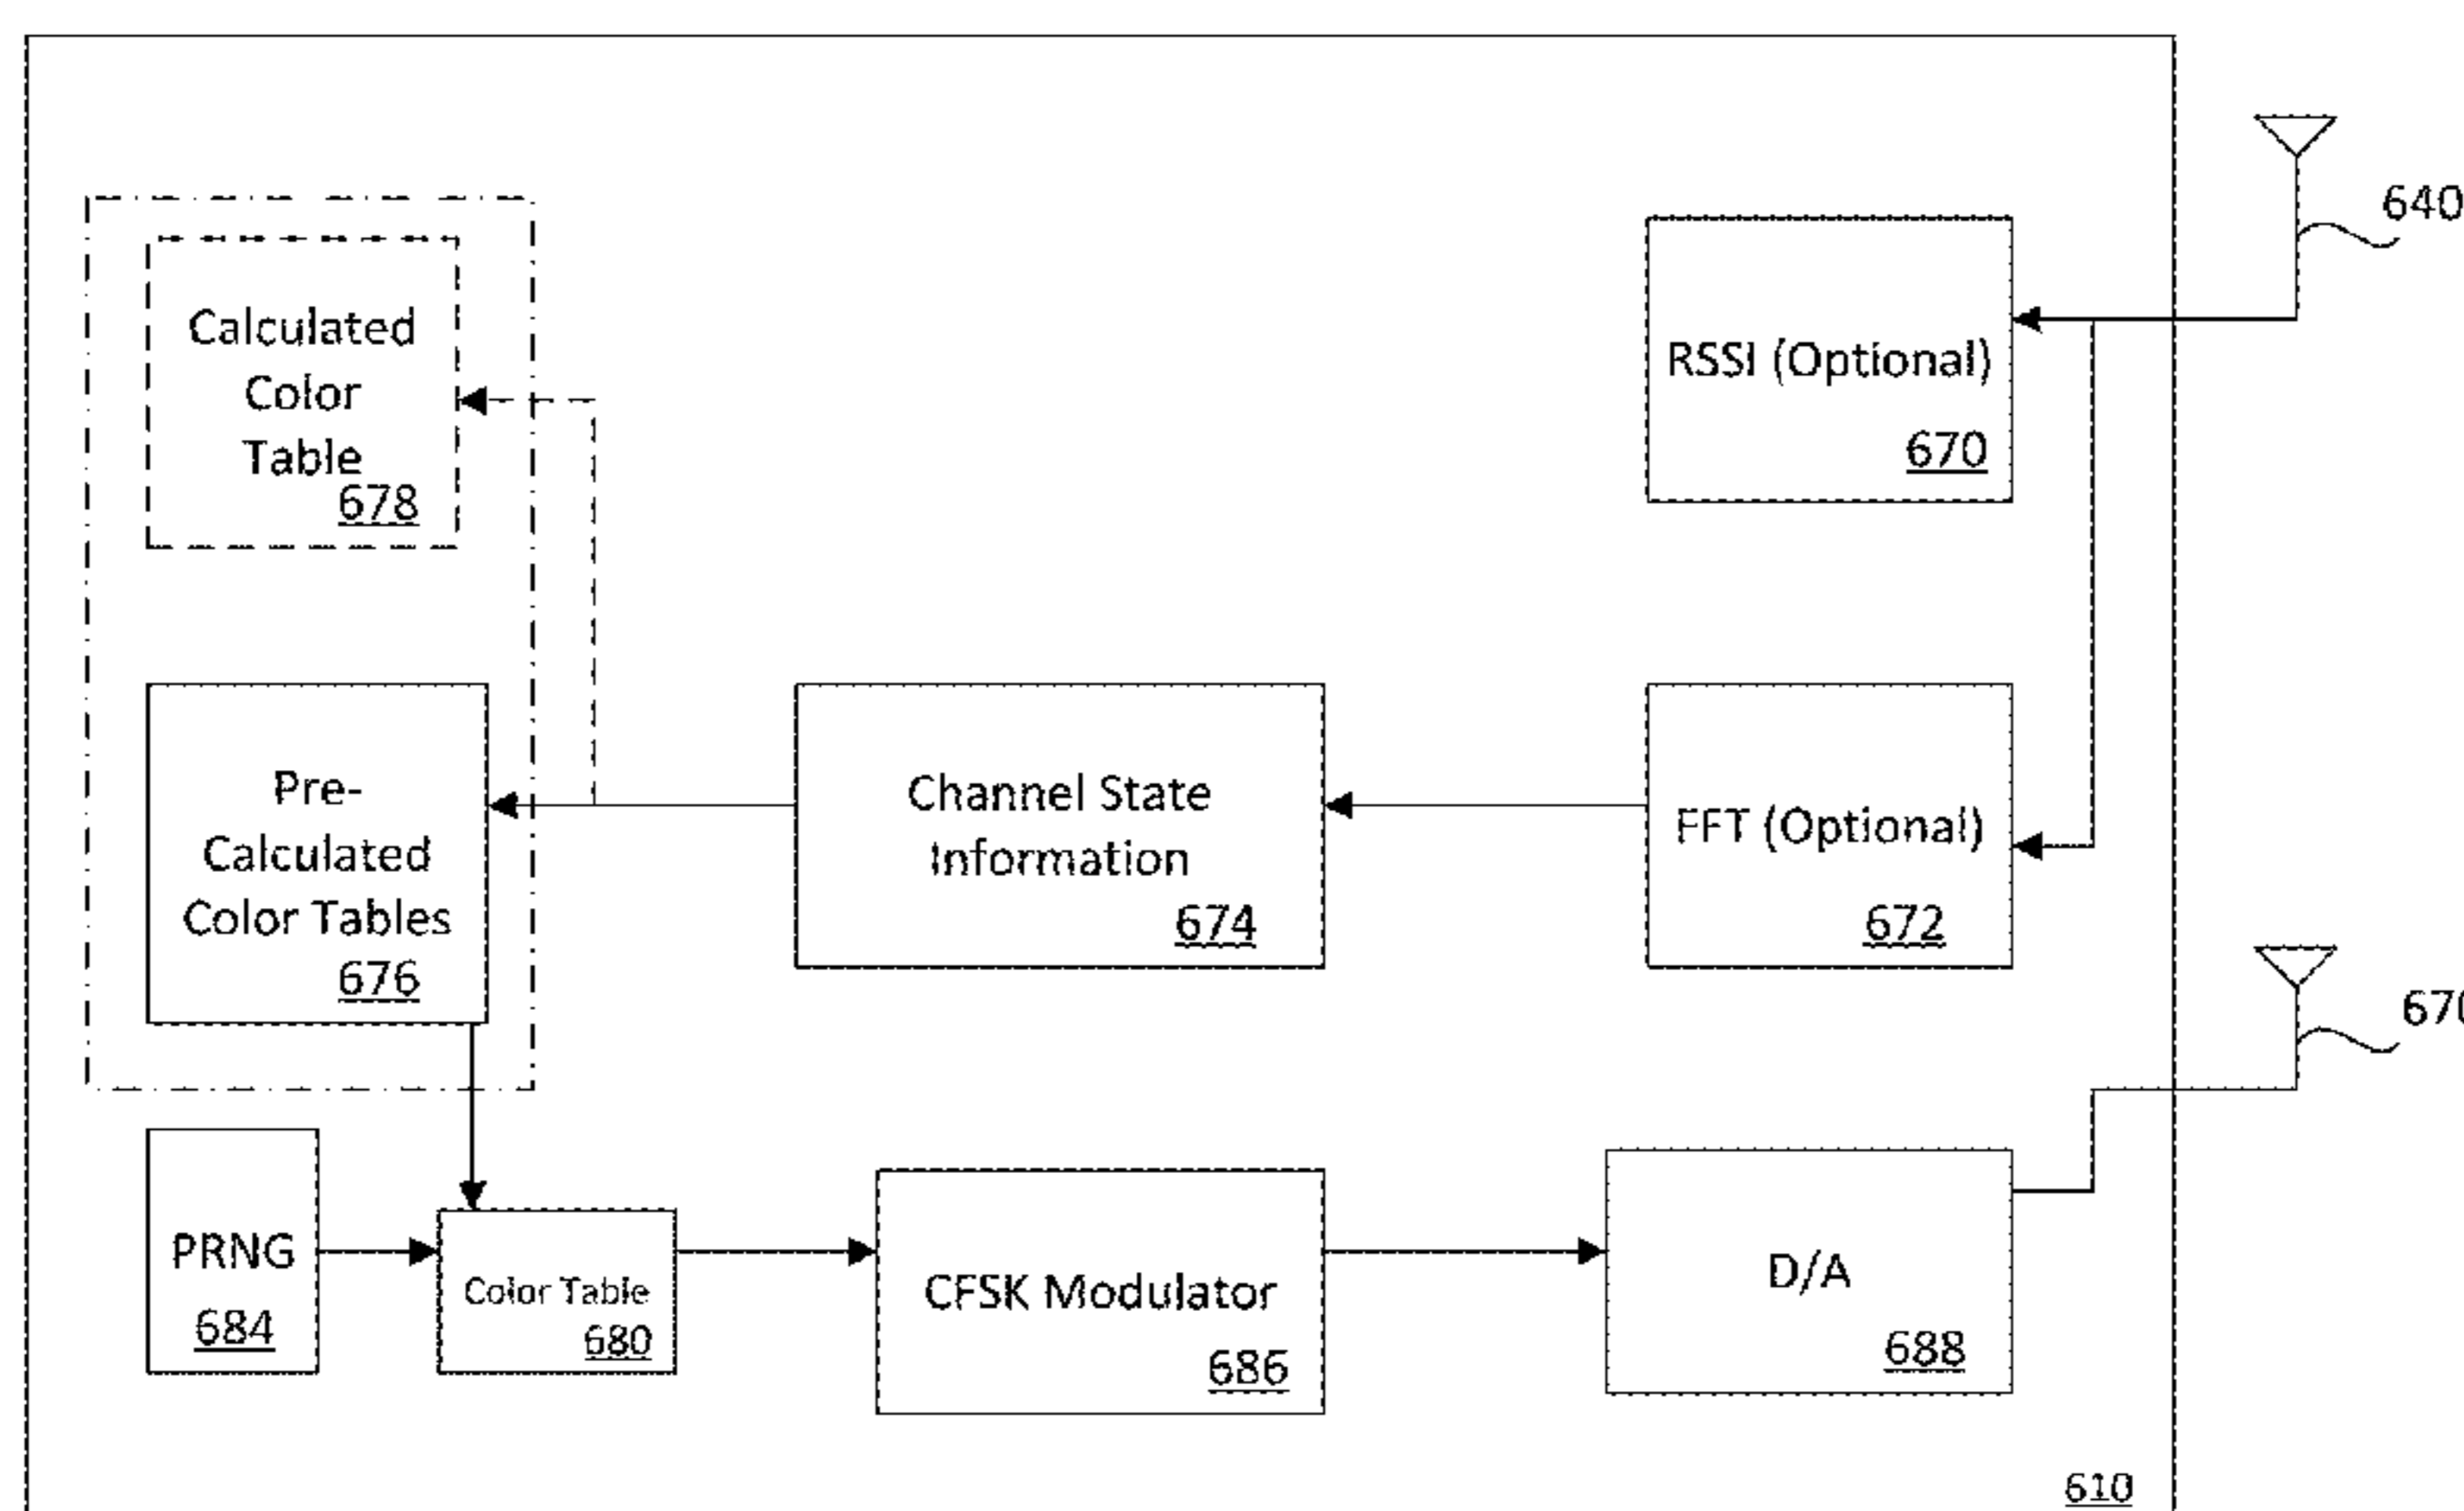 640
Calculated
Color
Table
678
RSSI (Optional)
670
Pre-
Calculated
Color Tables
676
Channel State
Information
674
FFT (Optional)
672
670
PRNG
684
Color Table
680
CFSK Modulator
686
D/A
688
610